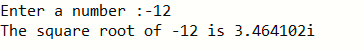 Enter a number :-12
The square root of -12 is 3.464102i